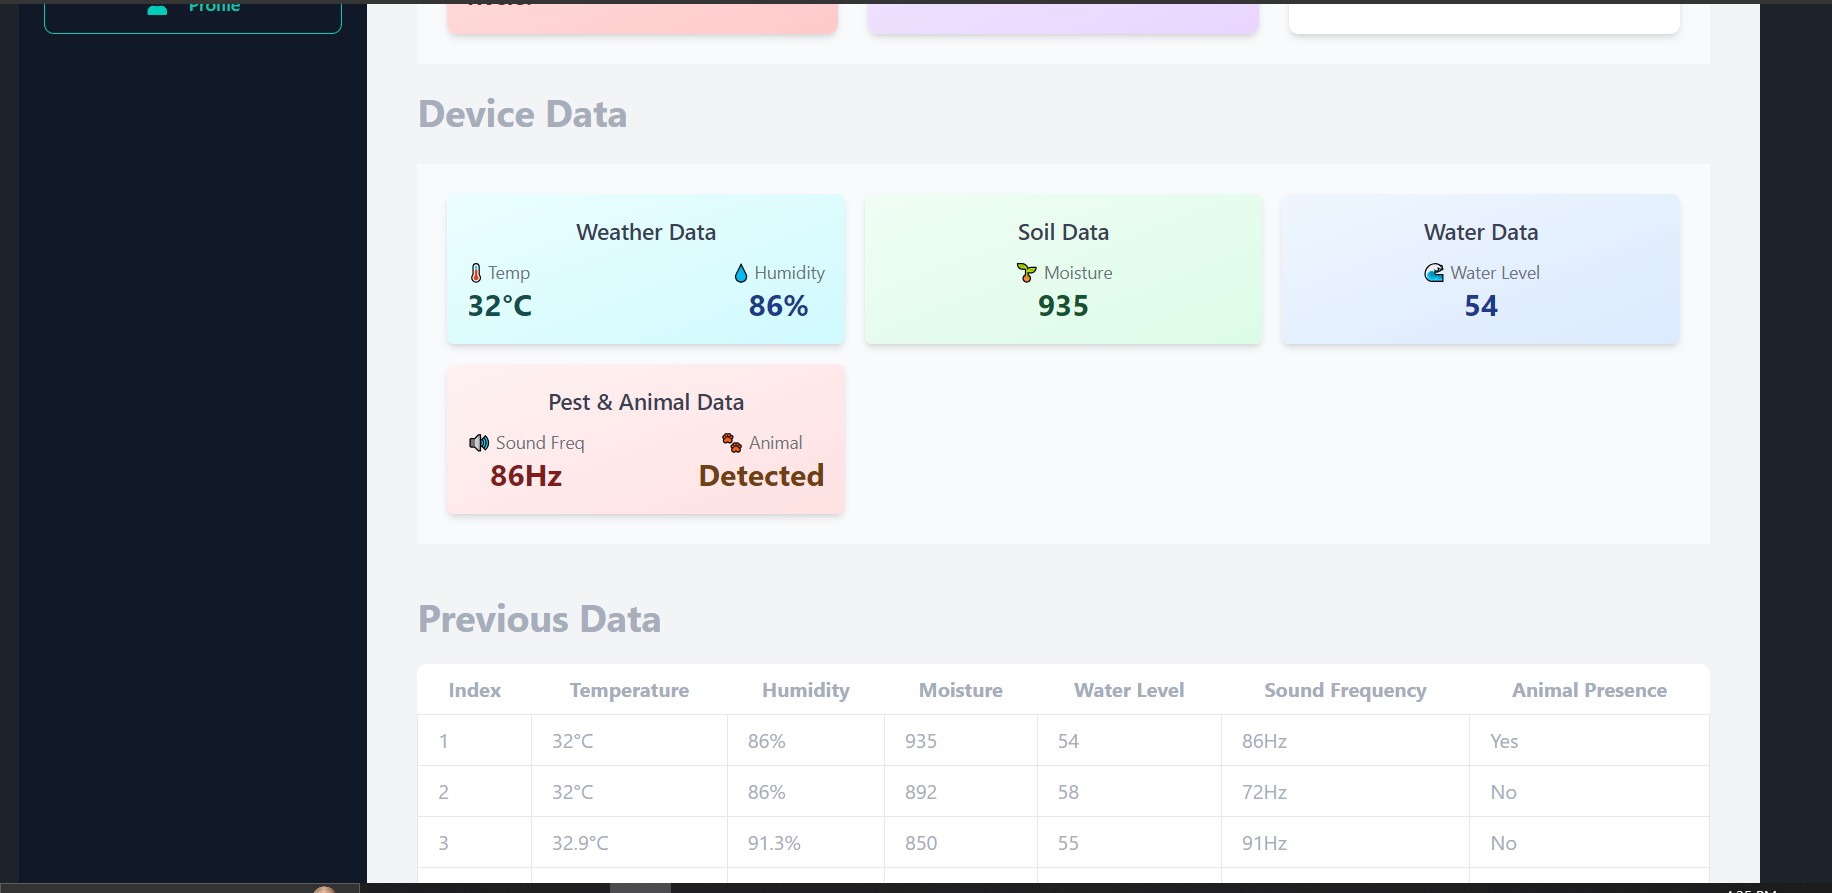 Profile
Device Data
Weather Data
Temp
Humidity
32°C
86%
Soil Data
Moisture
935
Water Data
Water Level
54
Pest & Animal Data
Sound Freq
Animal
86Hz
Detected
Previous Data
Index Temperature Humidity Moisture Water Level Sound Frequency Animal Presence
1 32°C 86% 935 54 86Hz Yes
2 32°C 86% 892 58 72Hz No
3 32.9°C 91.3% 850 55 91Hz No